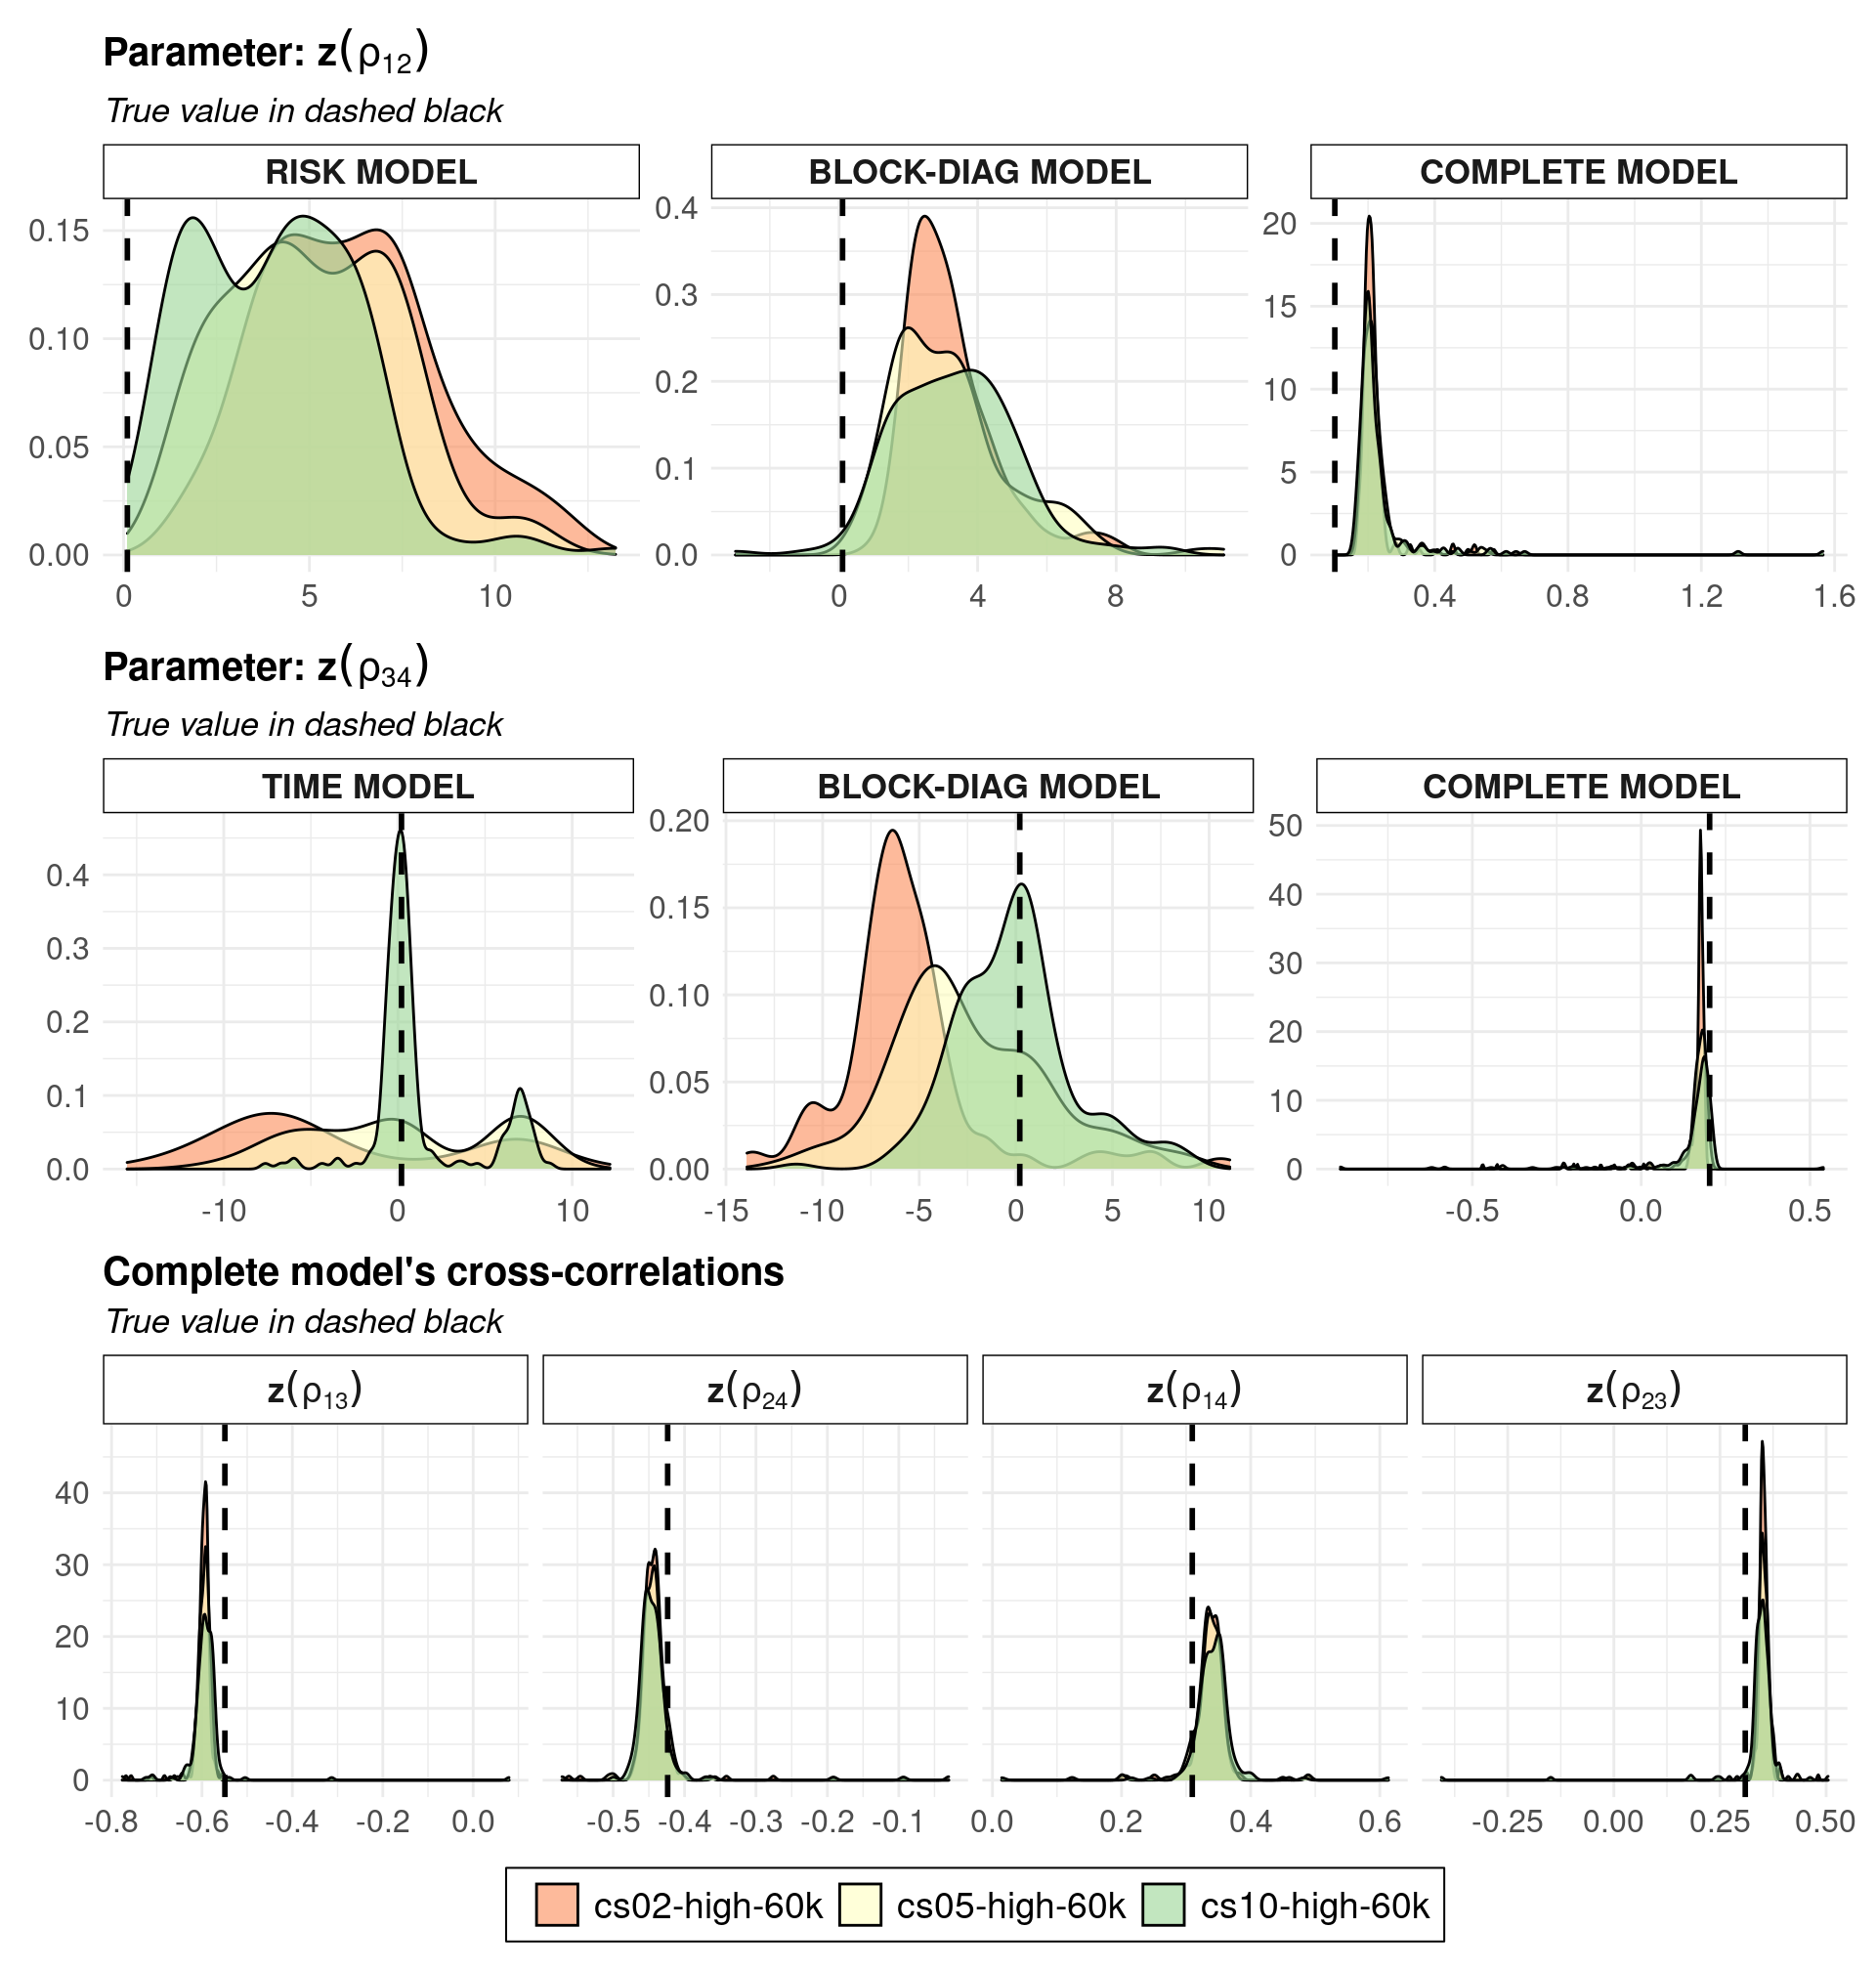 Parameter: z(ρ12)
True value in dashed black
RISK MODEL BLOCK-DIAG MODEL COMPLETE MODEL
0.15 0.10 0.05 0.00
0 5 10
0.4 0.3 0.2 0.1 0.0
0 4 8
20 15 10 5 0
0.4 0.8 1.2 1.6
Parameter: z(ρ34)
True value in dashed black
TIME MODEL BLOCK-DIAG MODEL COMPLETE MODEL
0.4 0.3 0.2 0.1 0.0
-10 0 10
0.20 0.15 0.10 0.05 0.00
-15 -10 -5 0 5 10
50 40 30 20 10 0
-0.5 0.0 0.5
Complete model's cross-correlations
True value in dashed black
z(ρ13) z(ρ24) z(ρ14) z(ρ23)
40 30 20 10 0
-0.8 -0.6 -0.4 -0.2 0.0
-0.5 -0.4 -0.3 -0.2 -0.1
0.0 0.2 0.4 0.6
-0.25 0.00 0.25 0.50
cs02-high-60k cs05-high-60k cs10-high-60k